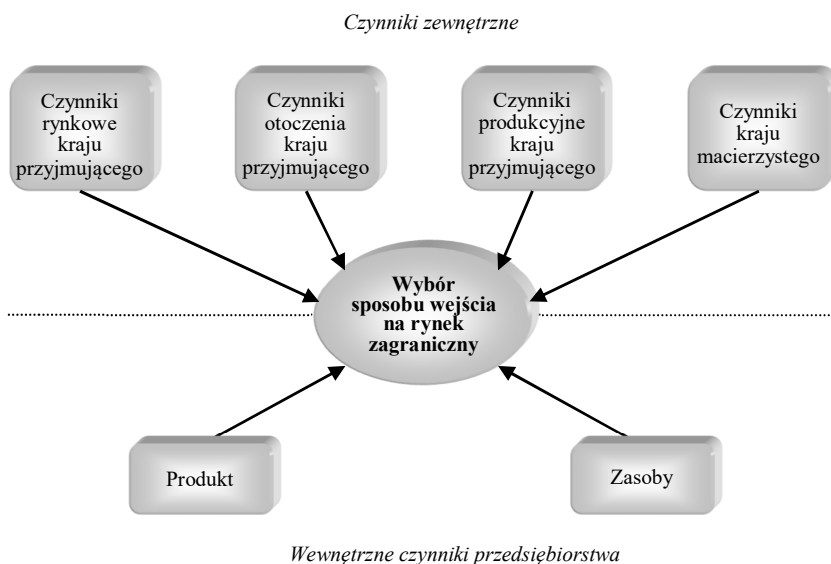 Czynniki zewnętrzne
Czynniki
rynkowe
kraju
przyjmującego
Czynniki
otoczenia
kraju
przyjmującego
Czynniki
produkcyjne
kraju
przyjmującego
Czynniki
kraju
macierzystego
Wybór
sposobu wejścia
na rynek
zagraniczny
Produkt
Zasoby
Wewnętrzne czynniki przedsiębiorstwa